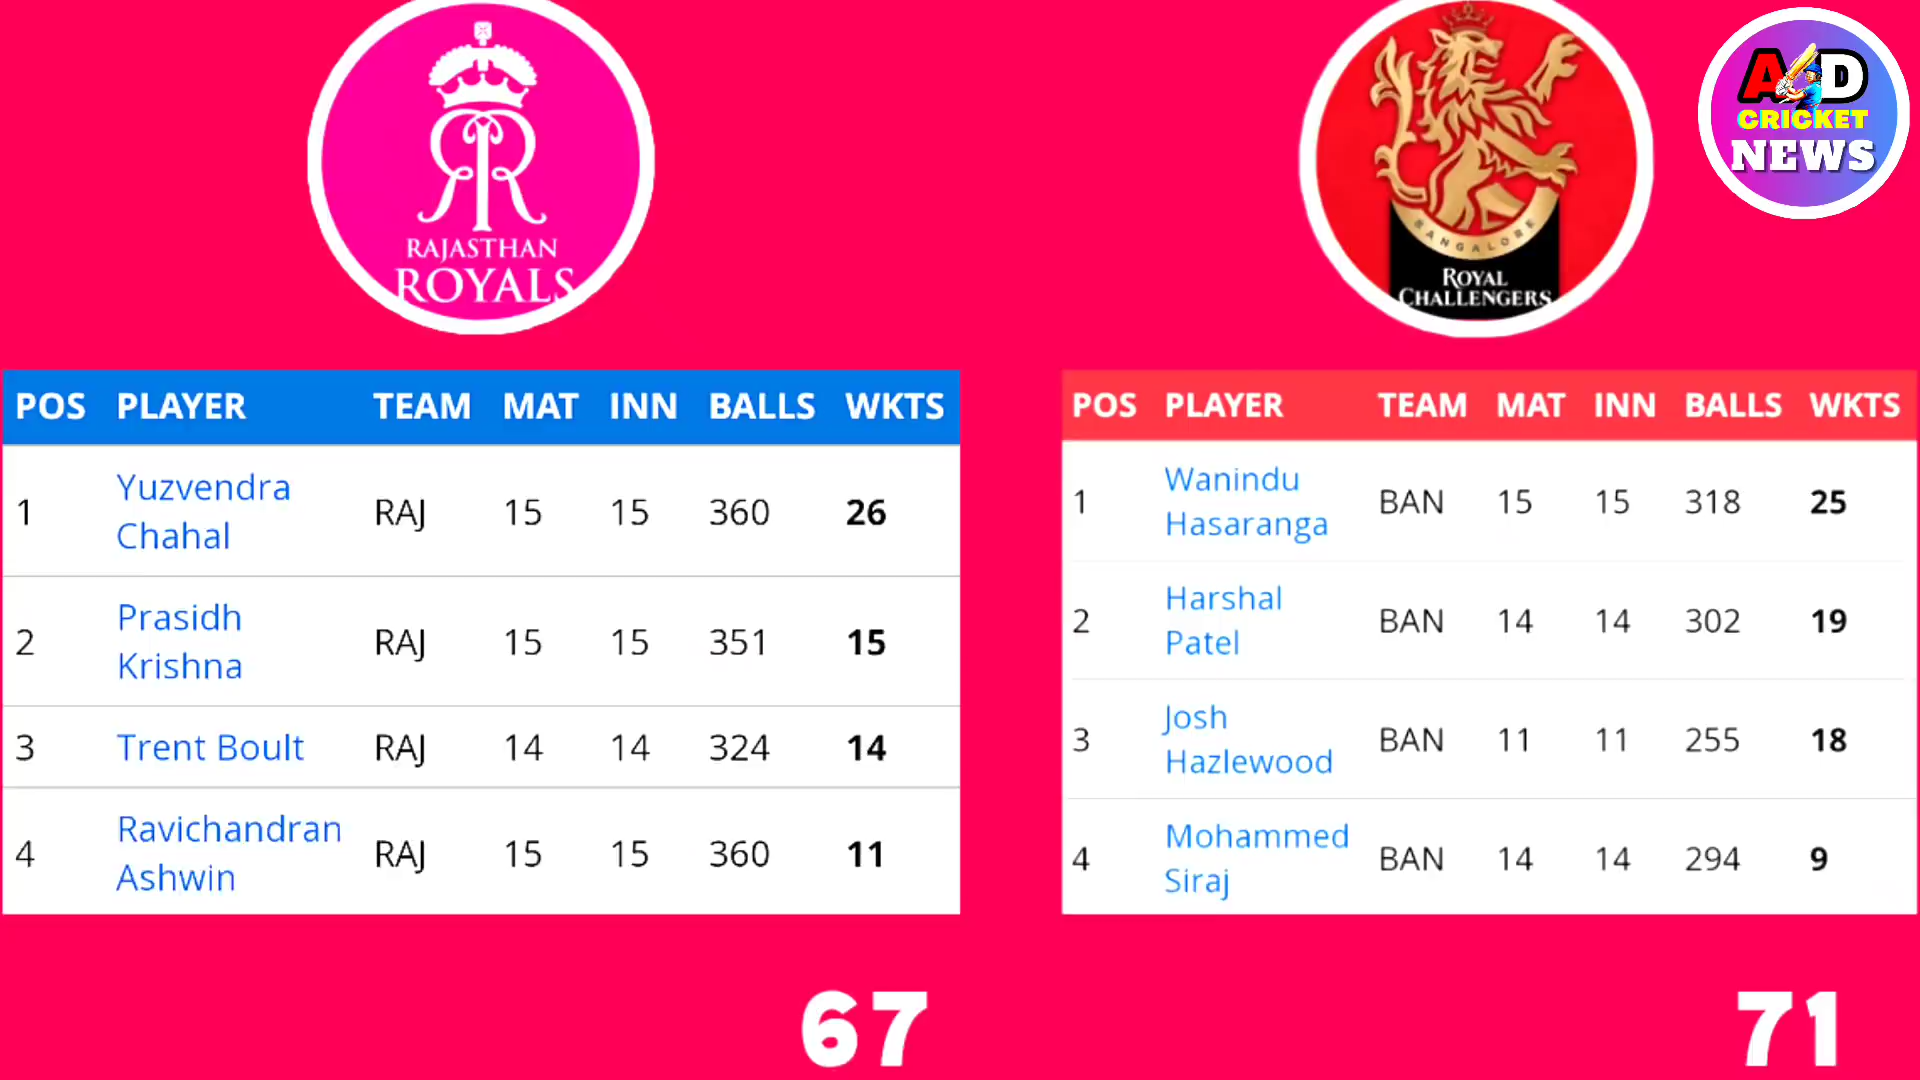 RAJASTHAN
ROYALS
BANGALORE
ROYAL
CHALLENGERS
A D
CRICKET
NEWS
POS PLAYER TEAM MAT INN BALLS WKTS
1 Yuzvendra Chahal RAJ 15 15 360 26
2 Prasidh Krishna RAJ 15 15 351 15
3 Trent Boult RAJ 14 14 324 14
4 Ravichandran Ashwin RAJ 15 15 360 11
67
POS PLAYER TEAM MAT INN BALLS WKTS
1 Wanindu Hasaranga BAN 15 15 318 25
2 Harshal Patel BAN 14 14 302 19
3 Josh Hazlewood BAN 11 11 255 18
4 Mohammed Siraj BAN 14 14 294 9
71